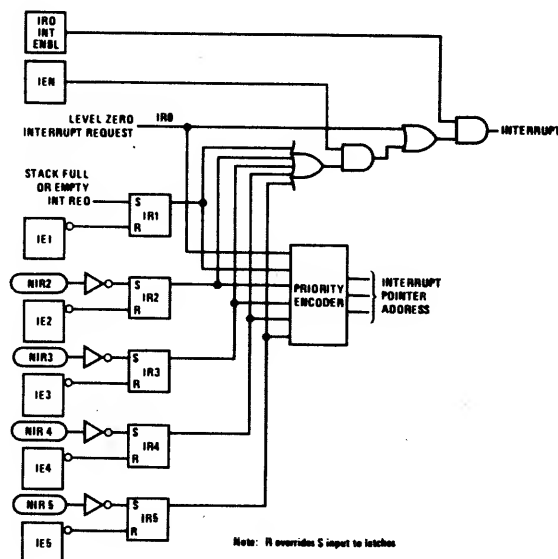 IRO
INT
ENBL
IEN
LEVEL ZERO
INTERRUPT REQUEST
IR0
INTERRUPT
STACK FULL
OR EMPTY
INT REQ
S
R
IR1
IE1
NIR2
S
R
IR2
IE2
NIR3
S
R
IR3
IE3
NIR 4
S
R
IR4
IE4
NIR 5
S
R
IR5
IE5
PRIORITY
ENCODER
INTERRUPT
POINTER
ADDRESS
Note: R overrides S input to latches